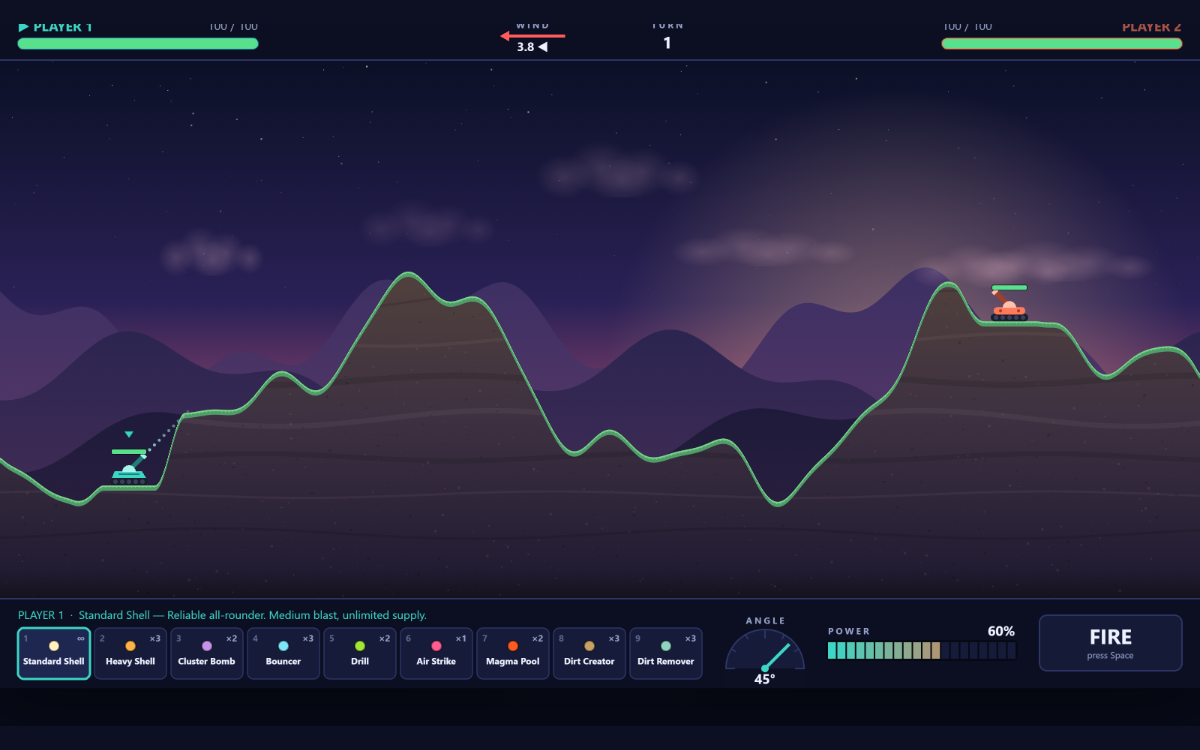 ▶ PLAYER 1
100 / 100
WIND
3.8 ◀
TURN
1
100 / 100
PLAYER 2
PLAYER 1 · Standard Shell — Reliable all-rounder. Medium blast, unlimited supply.
1 ∞
Standard Shell
2 ×3
Heavy Shell
3 ×2
Cluster Bomb
4 ×3
Bouncer
5 ×2
Drill
6 ×1
Air Strike
7 ×2
Magma Pool
8 ×3
Dirt Creator
9 ×3
Dirt Remover
ANGLE
45°
POWER 60%
FIRE
press Space